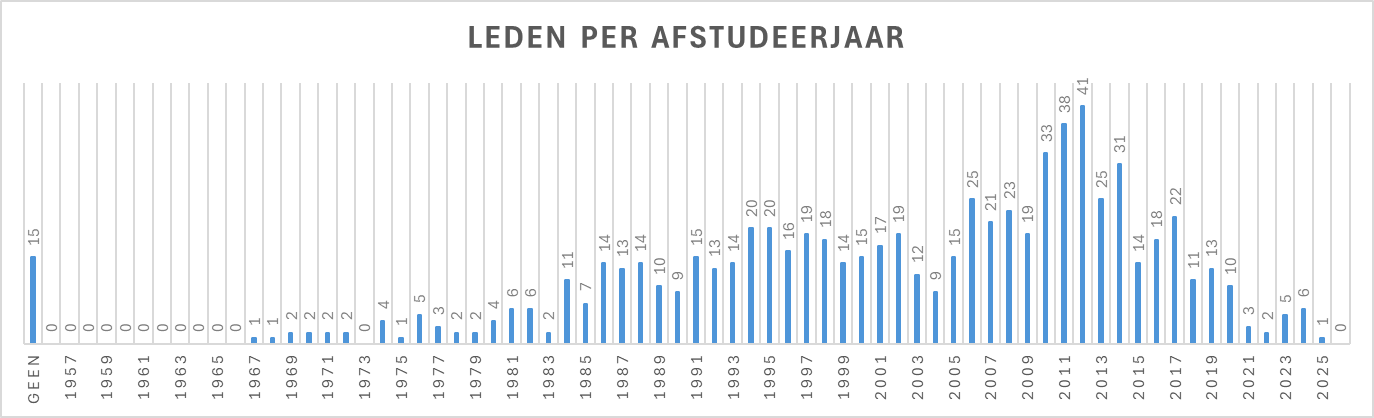 LEDEN PER AFSTUDEERJAAR
15 0 0 0 0 0 0 0 0 0 0 0 1 1 2 2 2 2 0 4 1 5 3 2 2 4 6 6 2 11 7 14 13 14 10 9 15 13 14 20 20 16 19 18 14 15 17 19 12 9 15 25 21 23 19 33 38 41 25 31 14 18 22 11 13 10 3 2 5 6 1 0
GEEN 1957 1959 1961 1963 1965 1967 1969 1971 1973 1975 1977 1979 1981 1983 1985 1987 1989 1991 1993 1995 1997 1999 2001 2003 2005 2007 2009 2011 2013 2015 2017 2019 2021 2023 2025